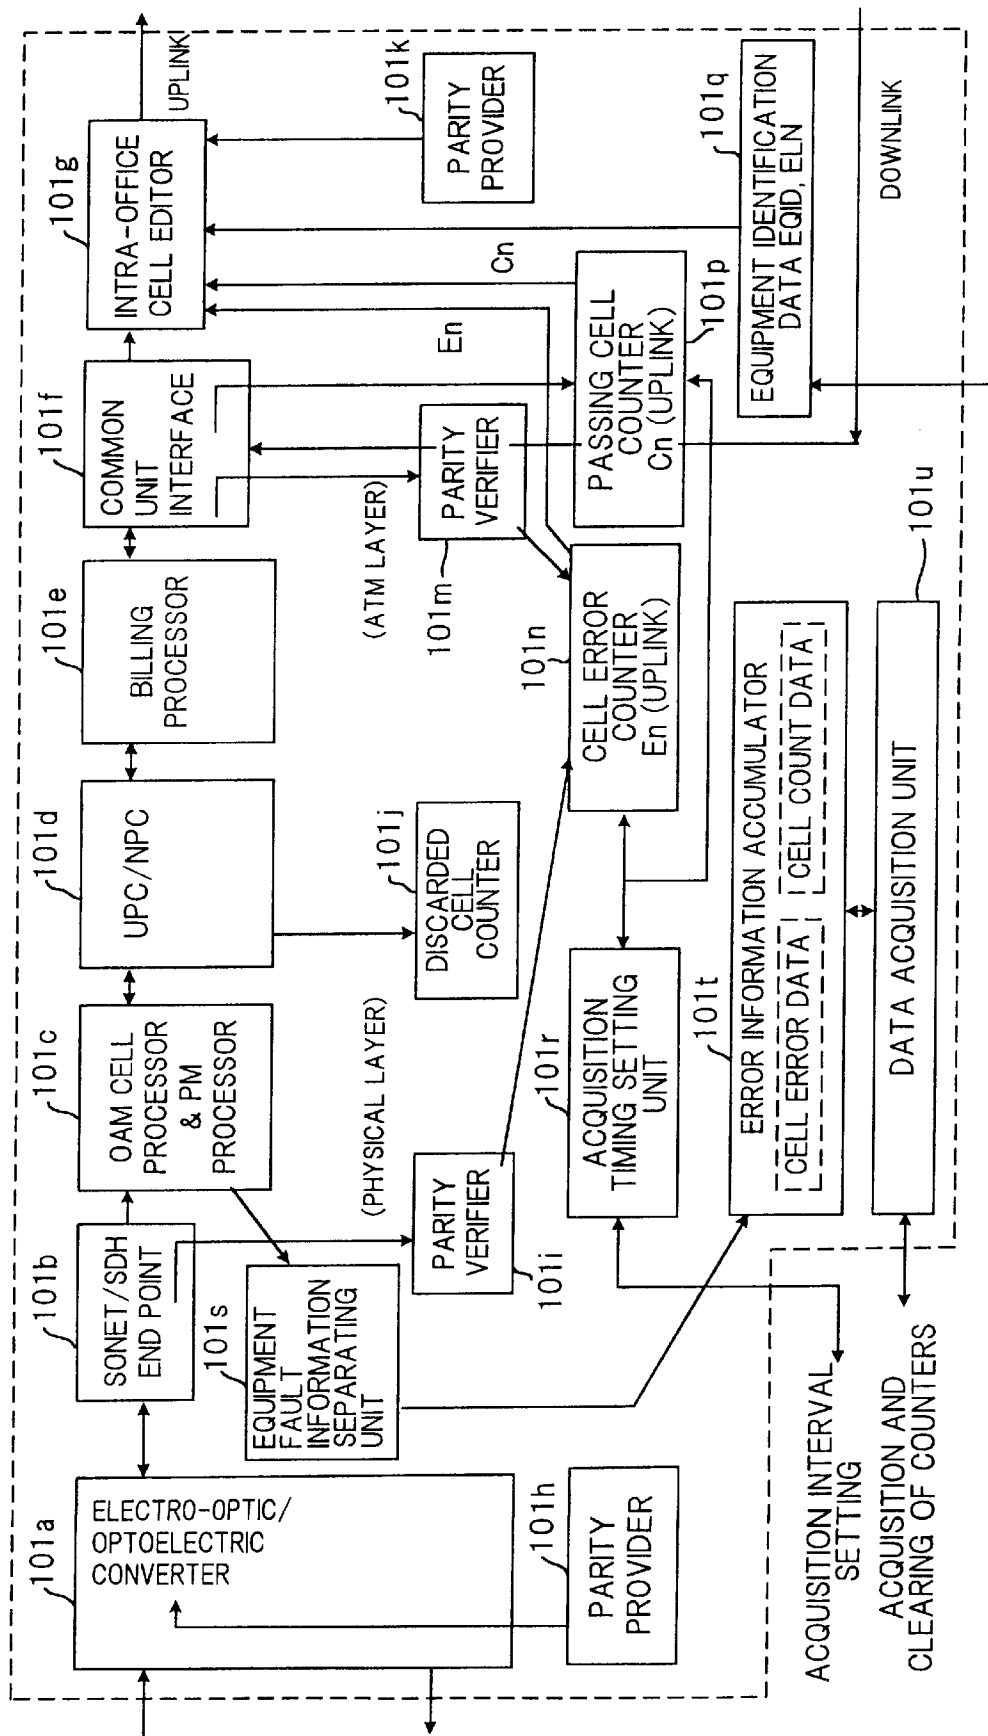 101a
ELECTRO-OPTIC/
OPTOELECTRIC
CONVERTER
101b
SONET/SDH
END POINT
101c
OAM CELL
PROCESSOR
& PM
PROCESSOR
101d
UPC/NPC
101e
BILLING
PROCESSOR
101f
COMMON
UNIT
INTERFACE
101g
INTRA-OFFICE
CELL EDITOR
UPLINK
101h
PARITY
PROVIDER
101s
EQUIPMENT
FAULT
INFORMATION
SEPARATING
UNIT
(PHYSICAL LAYER)
PARITY
VERIFIER
101i
101j
DISCARDED
CELL
COUNTER
(ATM LAYER)
101m
PARITY
VERIFIER
En
Cn
101k
PARITY
PROVIDER
101r
ACQUISITION
TIMING SETTING
UNIT
101n
CELL ERROR
COUNTER
En (UPLINK)
PASSING CELL
COUNTER
Cn (UPLINK)
101p
101q
EQUIPMENT IDENTIFICATION
DATA EQID, ELN
DOWNLINK
101t
ERROR INFORMATION ACCUMULATOR
CELL ERROR DATA
CELL COUNT DATA
101u
DATA ACQUISITION UNIT
ACQUISITION INTERVAL
SETTING
ACQUISITION AND
CLEARING OF COUNTERS